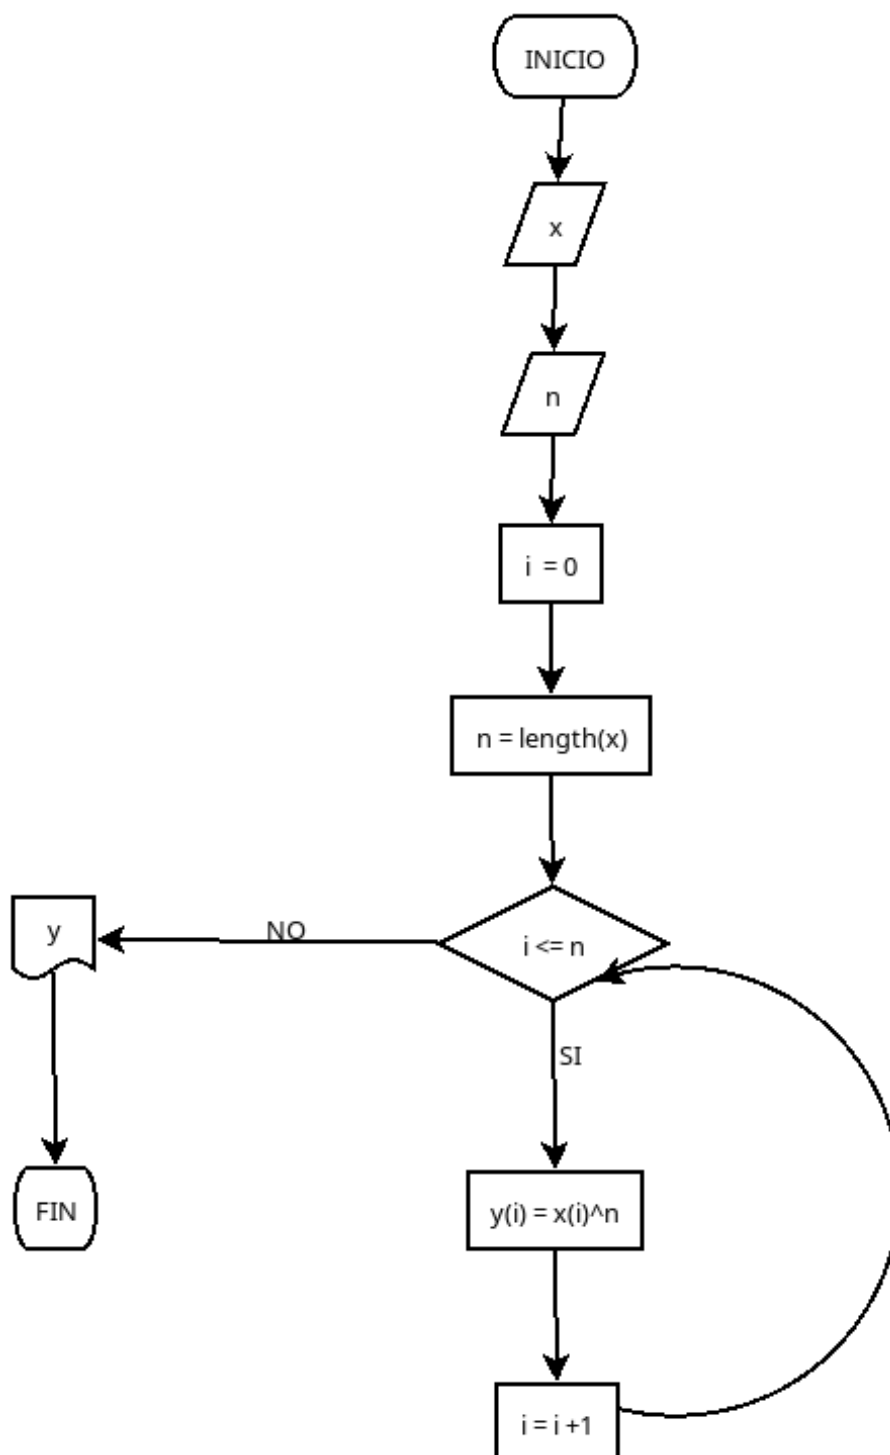 INICIO
x
n
i = 0
n = length(x)
i <= n
NO
y
SI
y(i) = x(i)^n
FIN
i = i +1